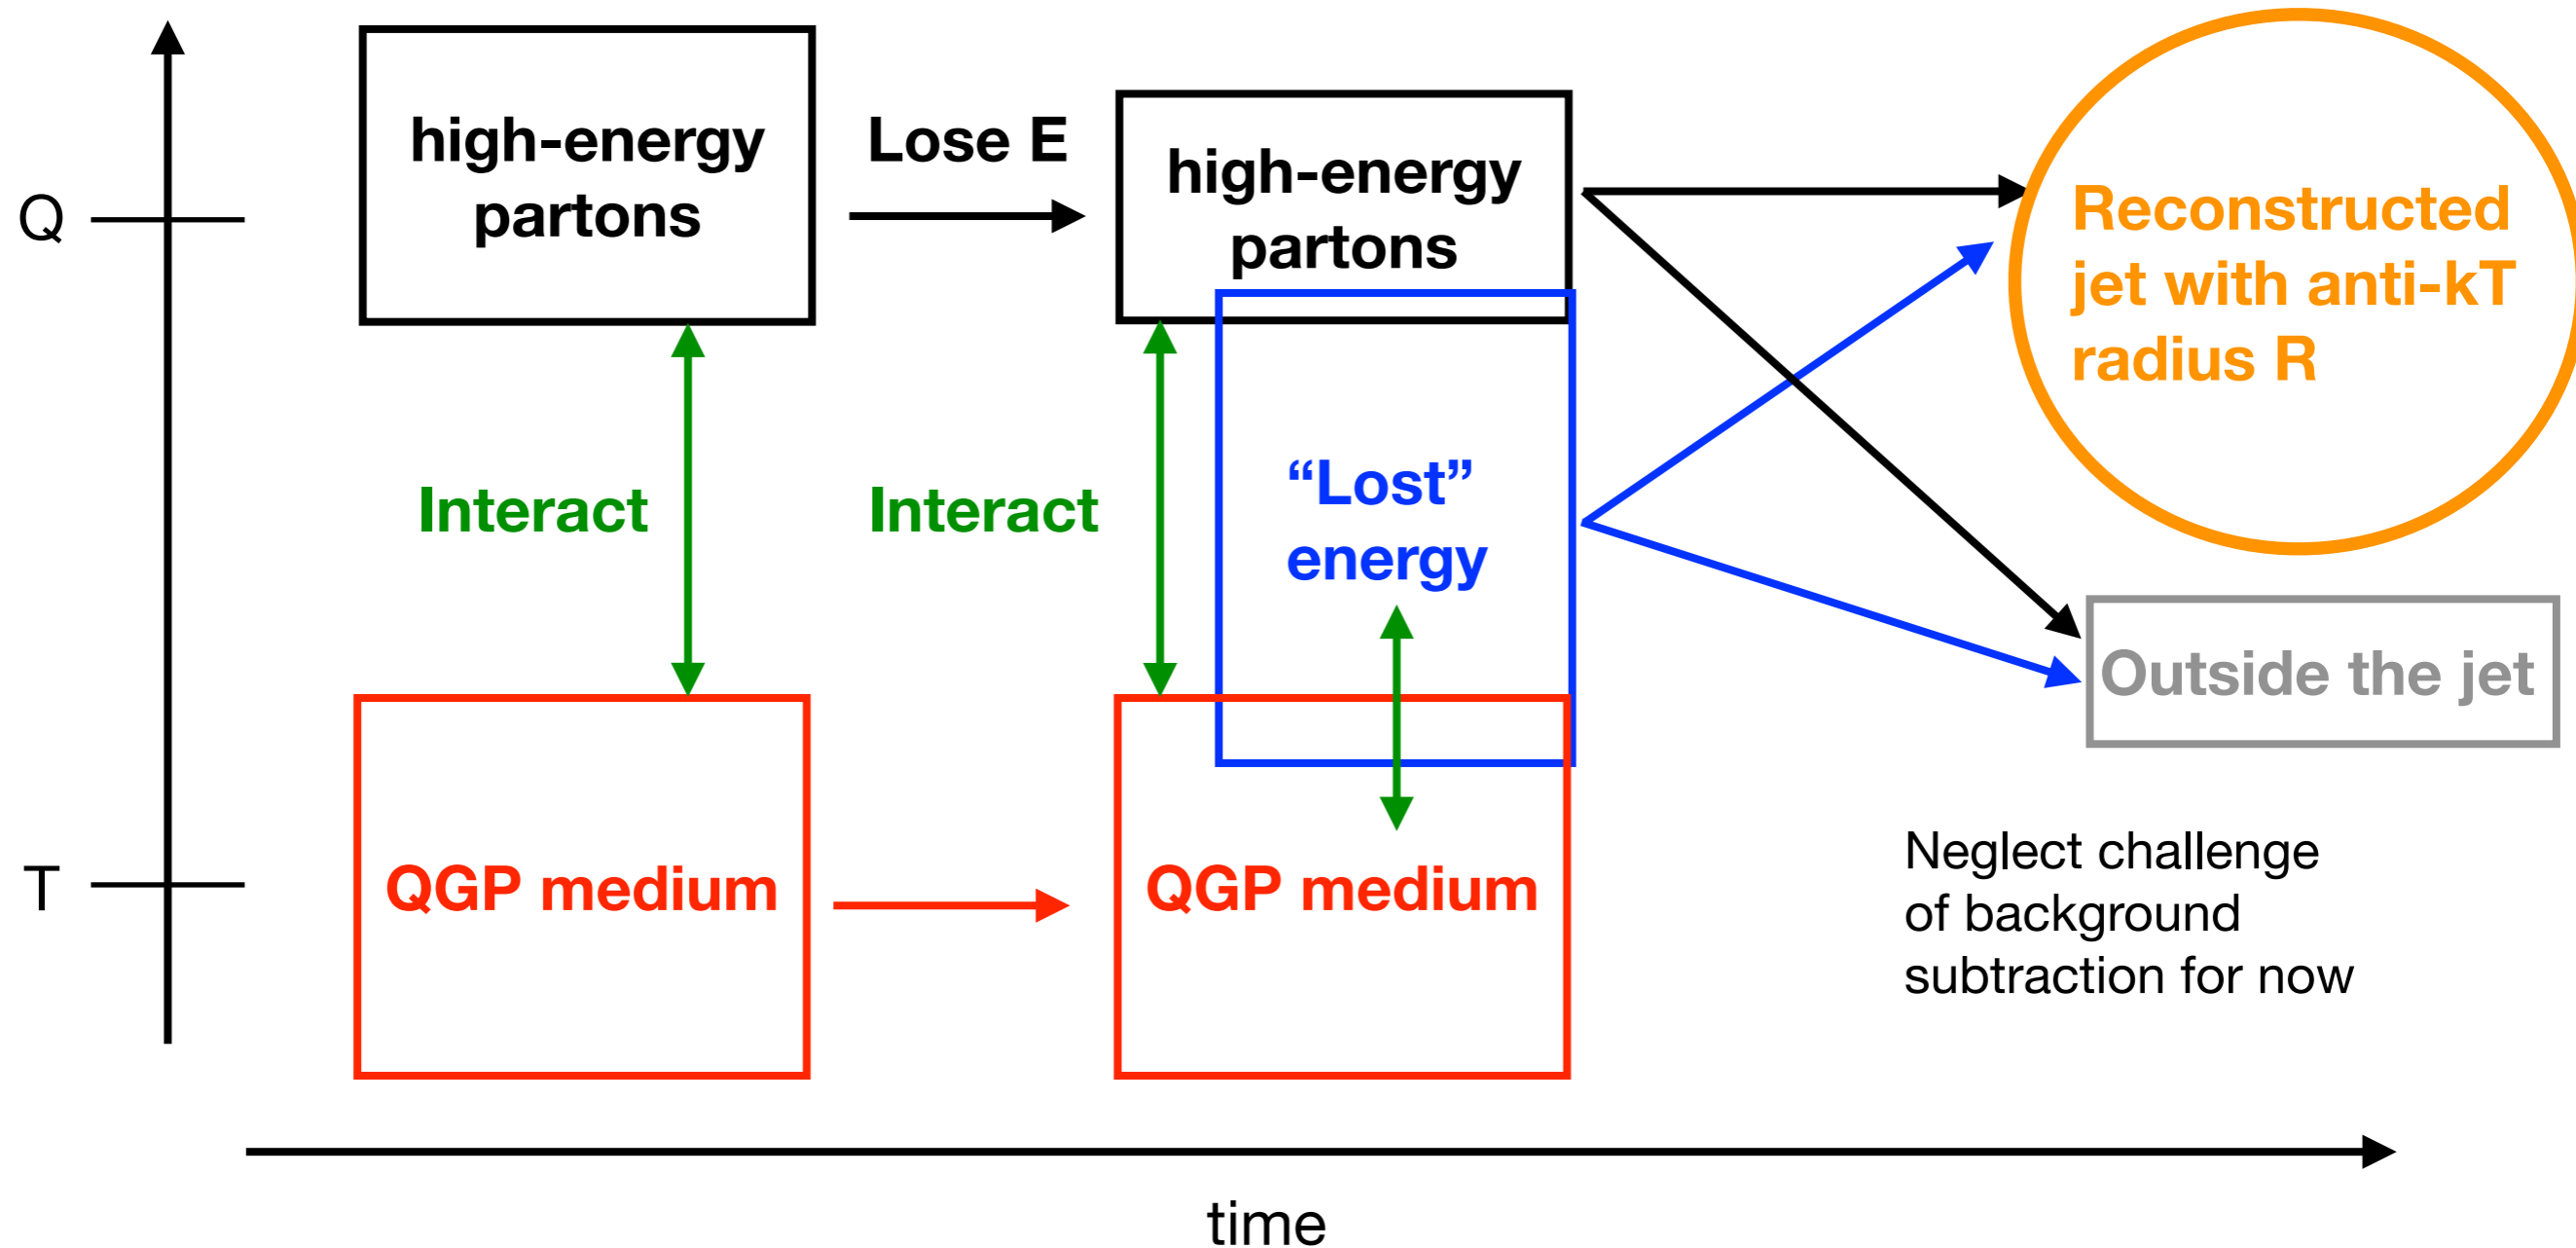 high-energy
partons
Lose E
high-energy
partons
Q
Reconstructed
jet with anti-kT
radius R
Interact
Interact
“Lost”
energy
Outside the jet
T
QGP medium
QGP medium
Neglect challenge
of background
subtraction for now
time